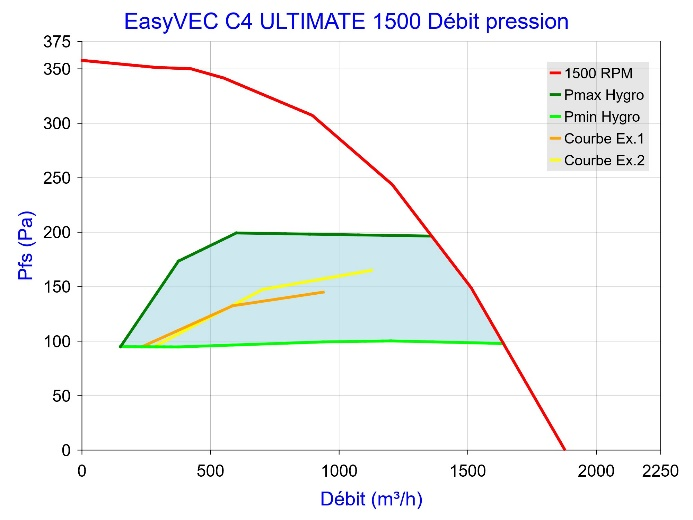 EasyVEC C4 ULTIMATE 1500 Débit pression
375
350
300
250
200
150
100
50
0
Pfs (Pa)
1500 RPM
Pmax Hygro
Pmin Hygro
Courbe Ex.1
Courbe Ex.2
0 500 1000 1500 2000 2250
Débit (m³/h)